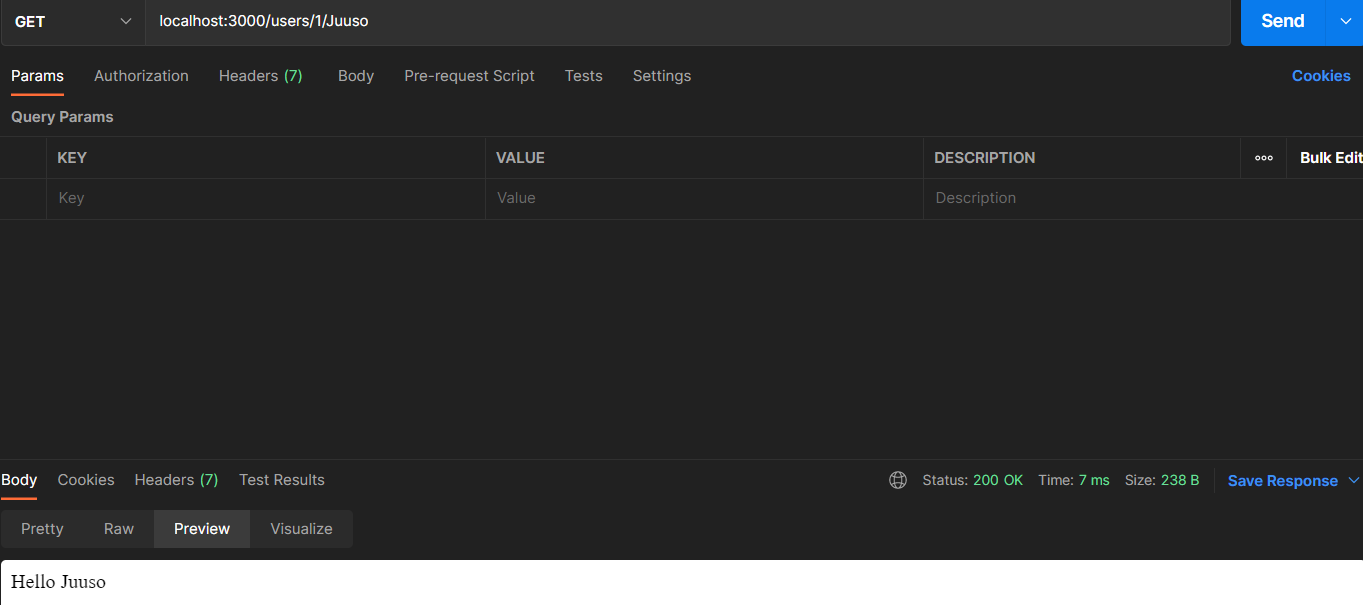 GET localhost:3000/users/1/Juuso Send
Params Authorization Headers (7) Body Pre-request Script Tests Settings Cookies
Query Params
KEY VALUE DESCRIPTION ooo Bulk Edit
Key Value Description
Body Cookies Headers (7) Test Results Status: 200 OK Time: 7 ms Size: 238 B Save Response
Pretty Raw Preview Visualize
Hello Juuso